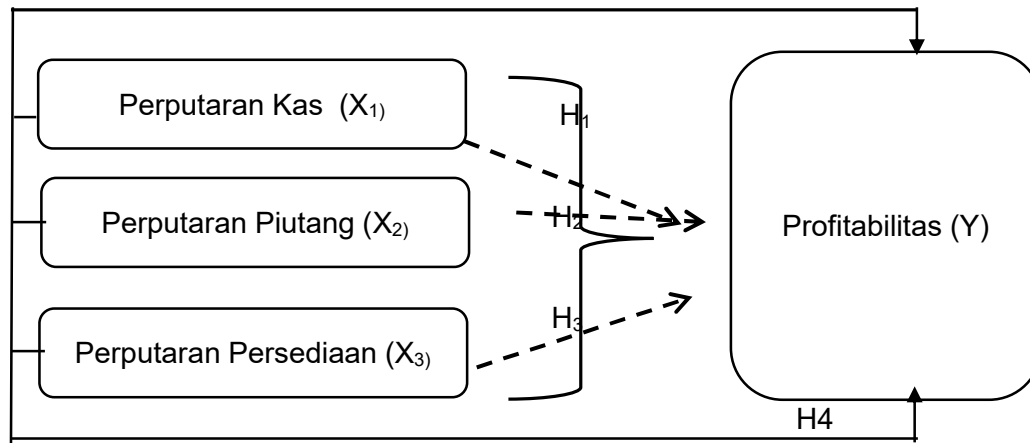 Perputaran Kas (X1)
H1
Perputaran Piutang (X2)
H2
Profitabilitas (Y)
H3
Perputaran Persediaan (X3)
H4